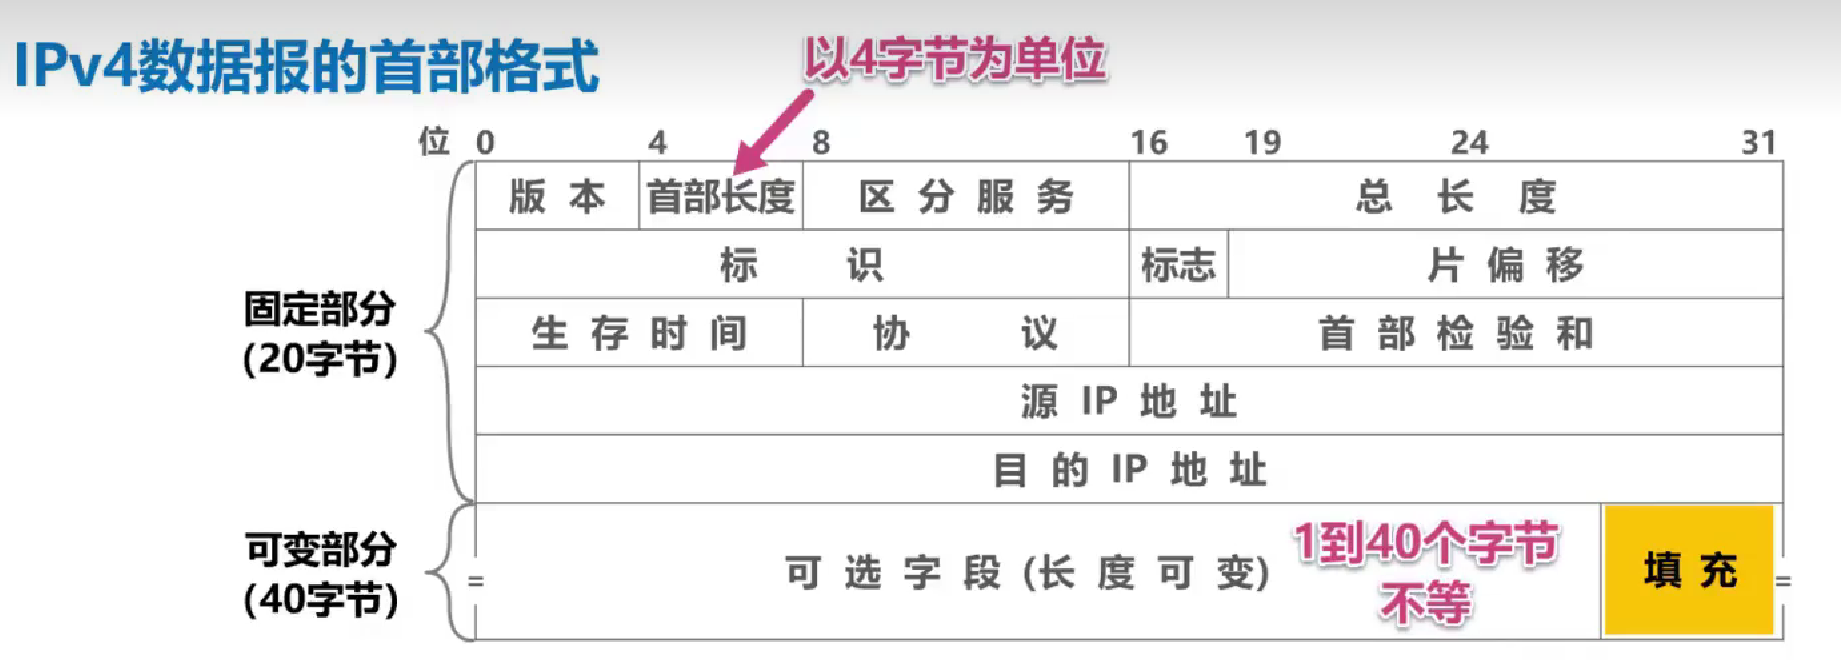 IPv4数据报的首部格式
以4字节为单位
位 0 4 8 16 19 24 31
版 本 首部长度 区 分 服 务 总 长 度
标 识 标志 片 偏 移
固定部分
(20字节)
生 存 时 间 协 议 首 部 检 验 和
源 IP 地 址
目 的 IP 地 址
可变部分
(40字节)
= 可 选 字 段 (长 度 可 变) 1到40个字节
不等
填 充 =